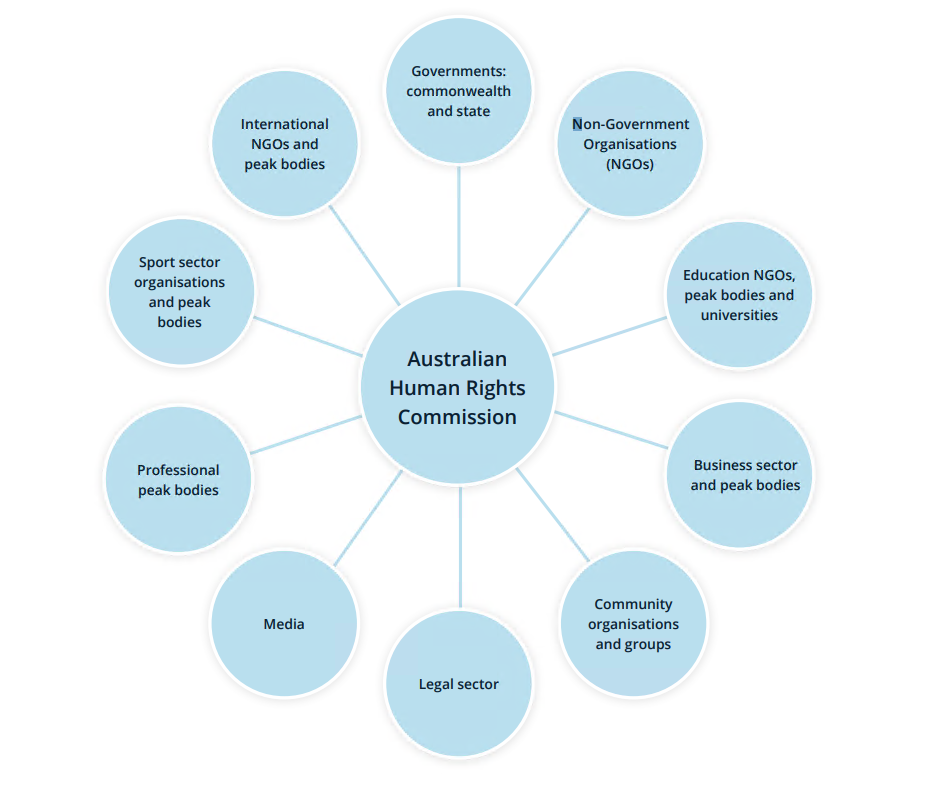 Governments:
commonwealth
and state
Non-Government
Organisations
(NGOs)
Education NGOs,
peak bodies and
universities
Business sector
and peak bodies
Community
organisations
and groups
Legal sector
Media
Professional
peak bodies
Sport sector
organisations
and peak
bodies
International
NGOs and
peak bodies
Australian
Human Rights
Commission